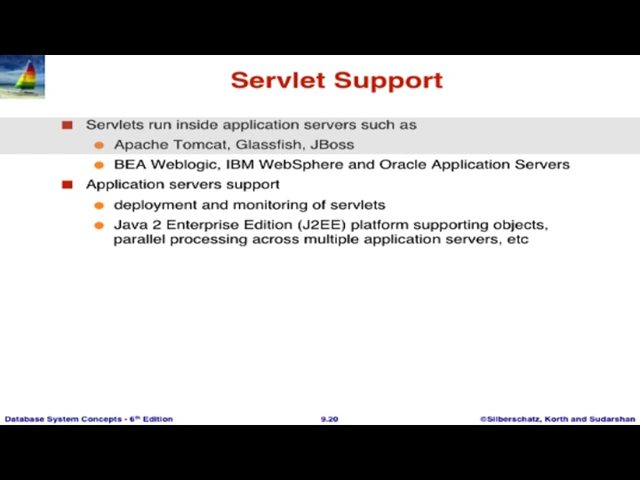 Servlet Support
Servlets run inside application servers such as
Apache Tomcat, Glassfish, JBoss
BEA Weblogic, IBM WebSphere and Oracle Application Servers
Application servers support
deployment and monitoring of servlets
Java 2 Enterprise Edition (J2EE) platform supporting objects,
parallel processing across multiple application servers, etc
Database System Concepts - 6th Edition 9.20 ©Silberschatz, Korth and Sudarshan